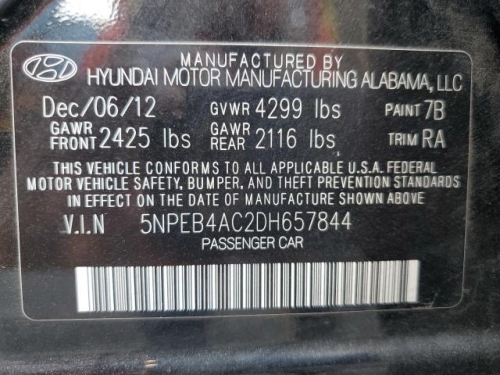 MANUFACTURED BY
HYUNDAI MOTOR MANUFACTURING ALABAMA, LLC
Dec/06/12 GVWR 4299 lbs PAINT 7B
GAWR FRONT 2425 lbs GAWR REAR 2116 lbs TRIM RA
THIS VEHICLE CONFORMS TO ALL APPLICABLE U.S.A. FEDERAL
MOTOR VEHICLE SAFETY, BUMPER, AND THEFT PREVENTION STANDARDS
IN EFFECT ON THE DATE OF MANUFACTURE SHOWN ABOVE.
V.I.N 5NPEB4AC2DH657844
PASSENGER CAR